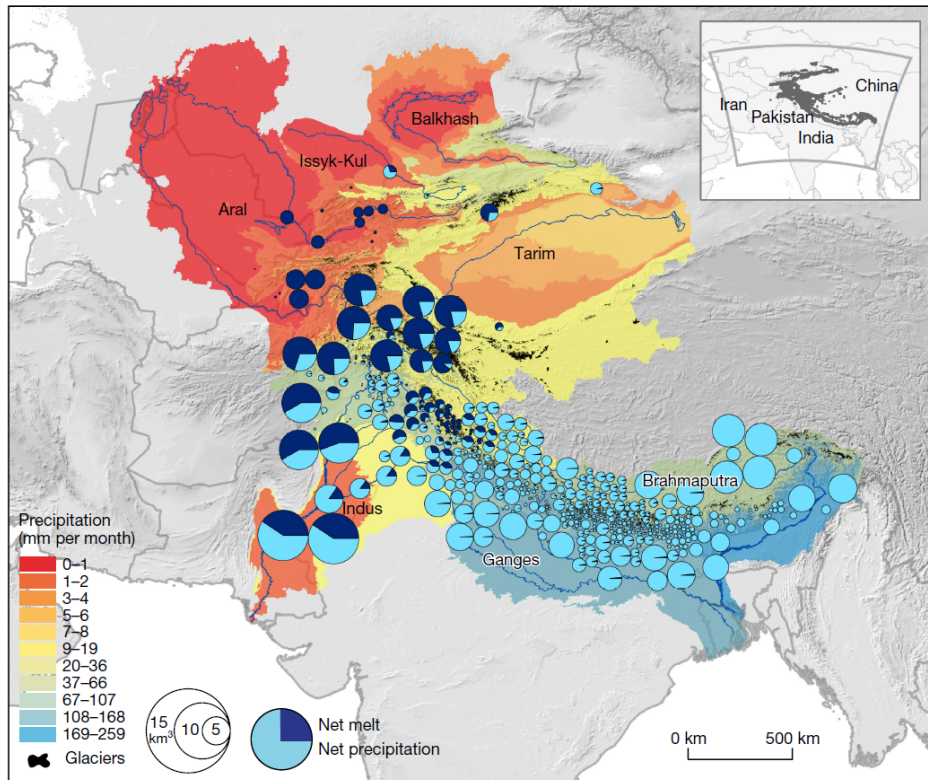 Iran
China
Pakistan
India
Balkhash
Issyk-Kul
Aral
Tarim
Brahmaputra
Indus
Ganges
Precipitation
(mm per month)
0–1
1–2
3–4
5–6
7–8
9–19
20–36
37–66
67–107
108–168
169–259
Glaciers
15
km³
10
5
Net melt
Net precipitation
0 km
500 km